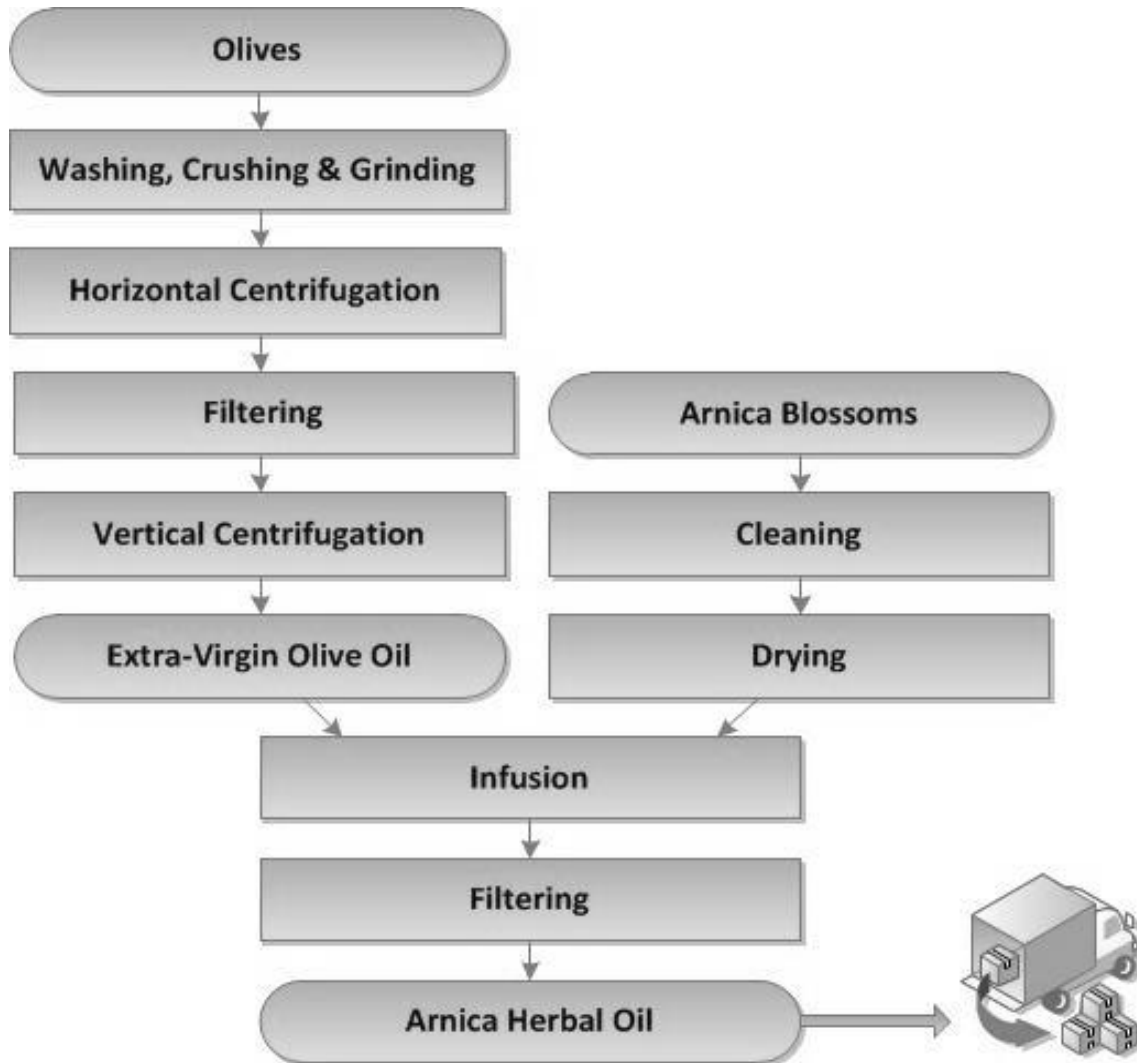 Olives
Washing, Crushing & Grinding
Horizontal Centrifugation
Filtering
Vertical Centrifugation
Extra-Virgin Olive Oil
Arnica Blossoms
Cleaning
Drying
Infusion
Filtering
Arnica Herbal Oil